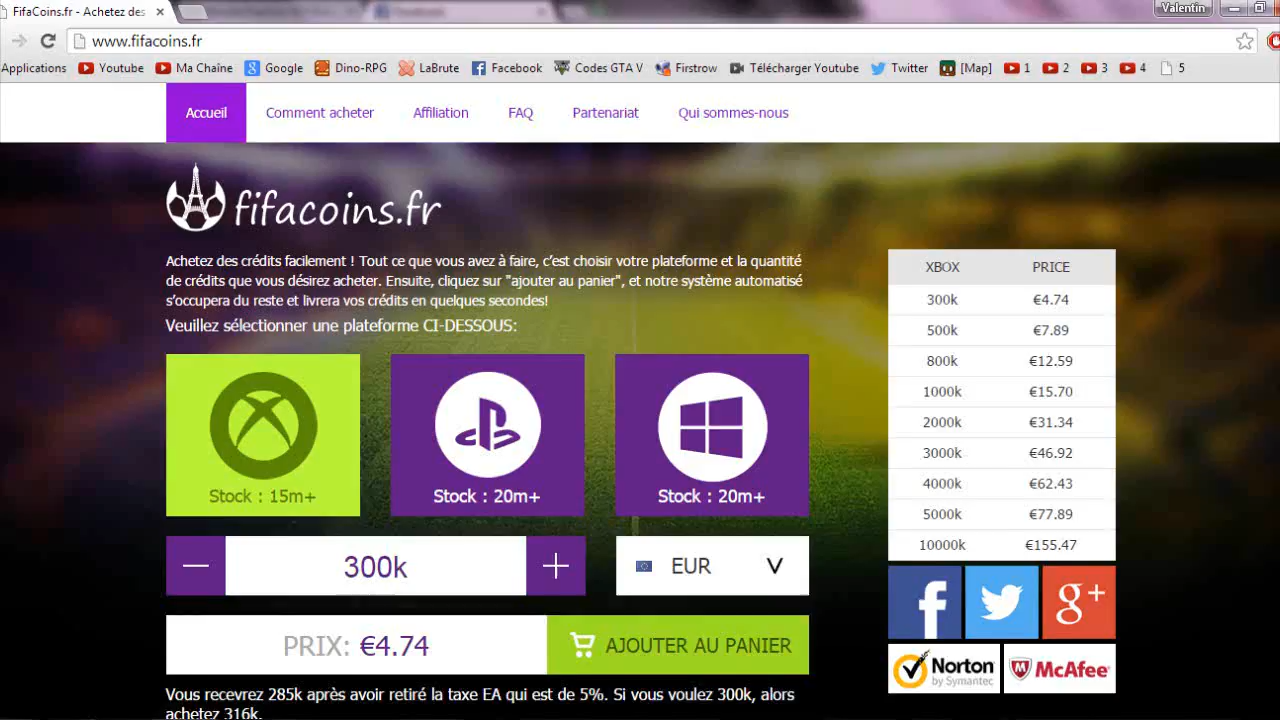 FifaCoins.fr - Achetez des
Valentin
www.fifacoins.fr
Applications Youtube Ma Chaîne Google Dino-RPG LaBrute Facebook Codes GTA V Firstrow Télécharger Youtube Twitter [Map] 1 2 3 4 5
Accueil Comment acheter Affiliation FAQ Partenariat Qui sommes-nous
fifacoins.fr
Achetez des crédits facilement ! Tout ce que vous avez à faire, c'est choisir votre plateforme et la quantité
de crédits que vous désirez acheter. Ensuite, cliquez sur "ajouter au panier", et notre système automatisé
s'occupera du reste et livrera vos crédits en quelques secondes!
Veuillez sélectionner une plateforme CI-DESSOUS:
Stock : 15m+
Stock : 20m+
Stock : 20m+
300k
EUR
PRIX: €4.74
AJOUTER AU PANIER
Vous recevrez 285k après avoir retiré la taxe EA qui est de 5%. Si vous voulez 300k, alors
achetez 316k.
XBOX PRICE
300k €4.74
500k €7.89
800k €12.59
1000k €15.70
2000k €31.34
3000k €46.92
4000k €62.43
5000k €77.89
10000k €155.47
f
g+
Norton
by Symantec
McAfee